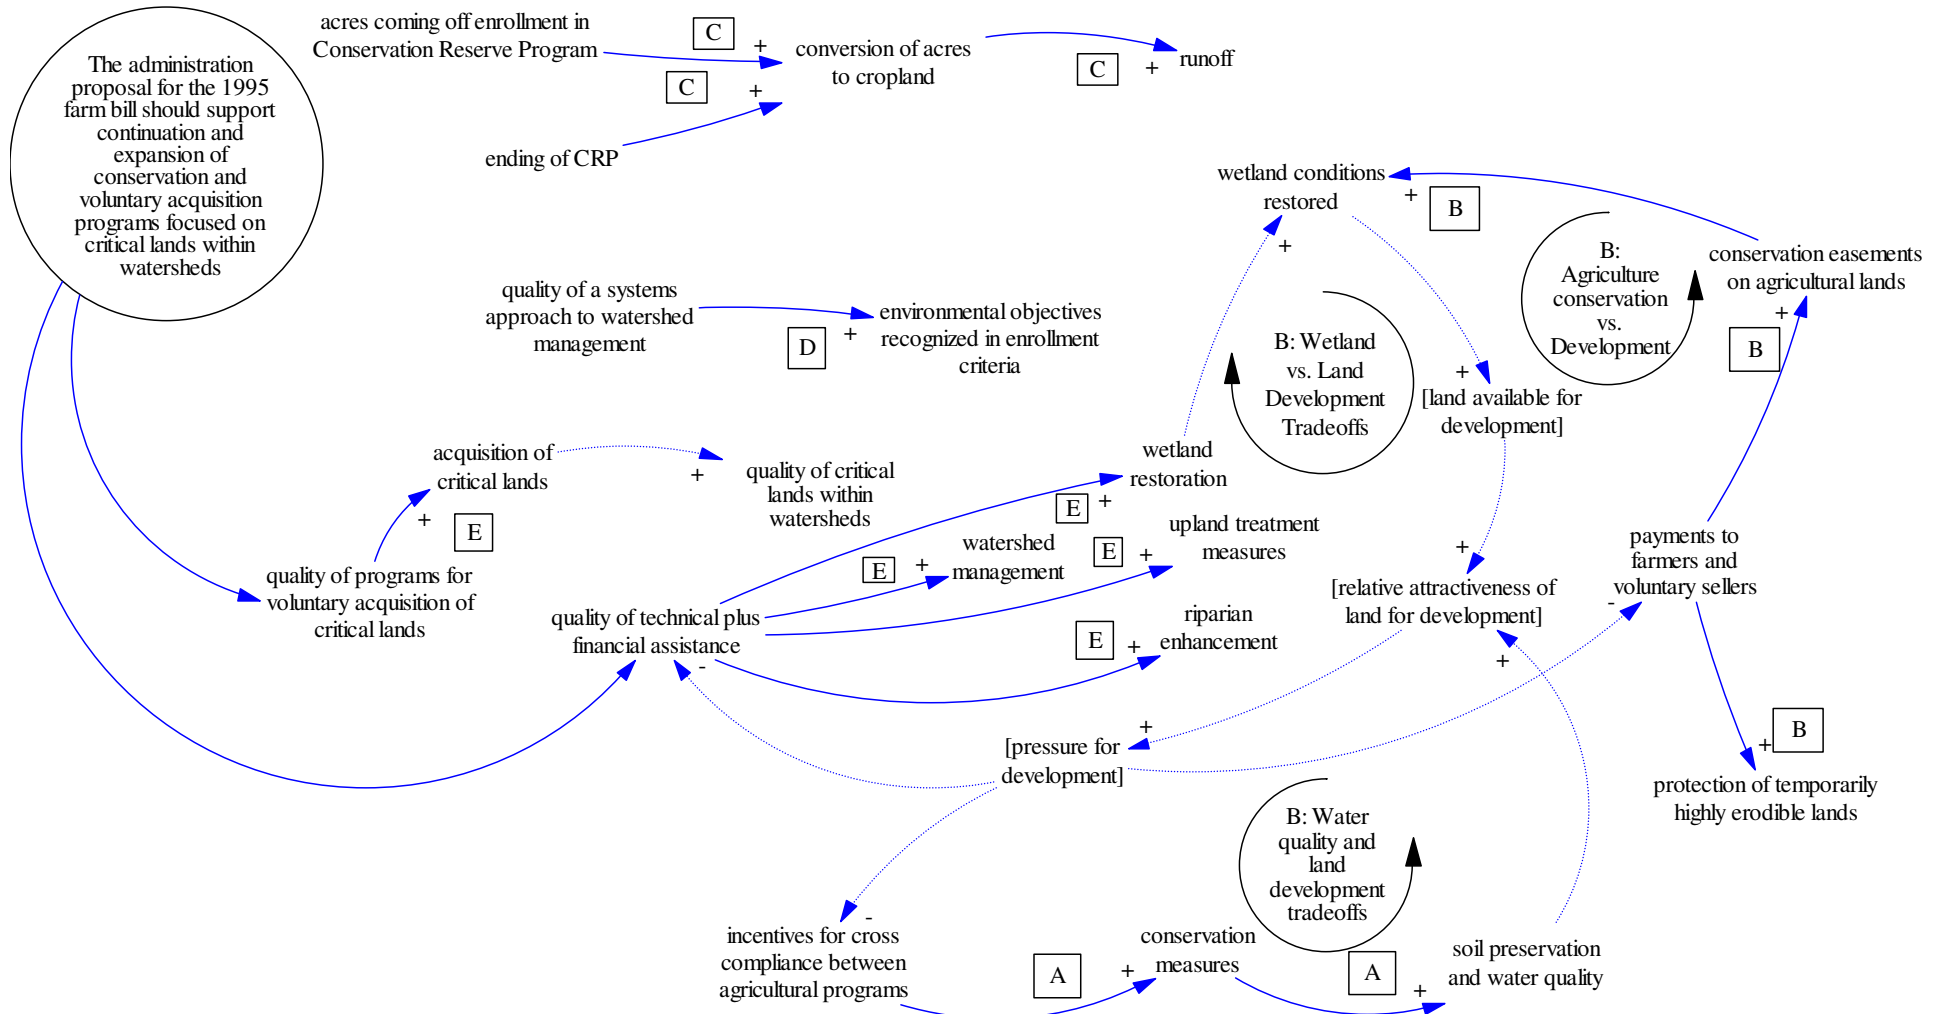 The administration
proposal for the 1995
farm bill should support
continuation and
expansion of
conservation and
voluntary acquisition
programs focused on
critical lands within
watersheds
acres coming off enrollment in
Conservation Reserve Program
C
+
C
+
conversion of acres
to cropland
C
+
runoff
ending of CRP
wetland conditions
restored
+
B
+
B:
Agriculture
conservation
vs.
Development
conservation easements
on agricultural lands
+
B
quality of a systems
approach to watershed
management
D
+
environmental objectives
recognized in enrollment
criteria
B: Wetland
vs. Land
Development
Tradeoffs
+
[land available for
development]
acquisition of
critical lands
+
E
+
quality of critical
lands within
watersheds
wetland
restoration
E
+
quality of programs for
voluntary acquisition of
critical lands
watershed
management
E
+
upland treatment
measures
E
+
+
[relative attractiveness of
land for development]
+
payments to
farmers and
voluntary sellers
-
quality of technical plus
financial assistance
-
riparian
enhancement
E
+
+
[pressure for
development]
+
B
protection of temporarily
highly erodible lands
B: Water
quality and
land
development
tradeoffs
-
incentives for cross
compliance between
agricultural programs
A
+
conservation
measures
A
+
soil preservation
and water quality